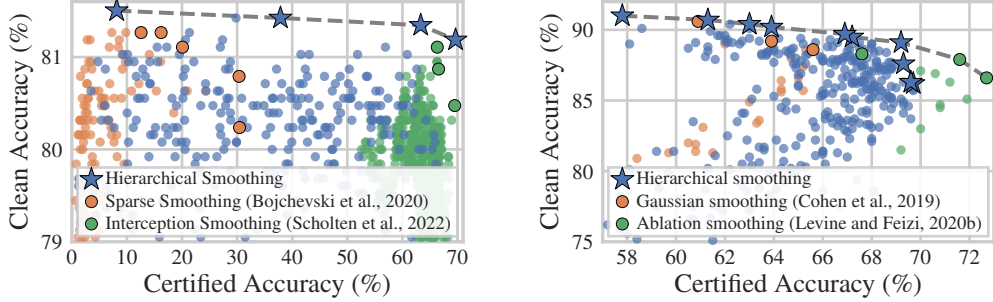 Clean Accuracy (%)
81
80
79
Hierarchical Smoothing
Sparse Smoothing (Bojchevski et al., 2020)
Interception Smoothing (Scholten et al., 2022)
0 10 20 30 40 50 60 70
Certified Accuracy (%)
Clean Accuracy (%)
90
85
80
75
Hierarchical smoothing
Gaussian smoothing (Cohen et al., 2019)
Ablation smoothing (Levine and Feizi, 2020b)
58 60 62 64 66 68 70 72
Certified Accuracy (%)